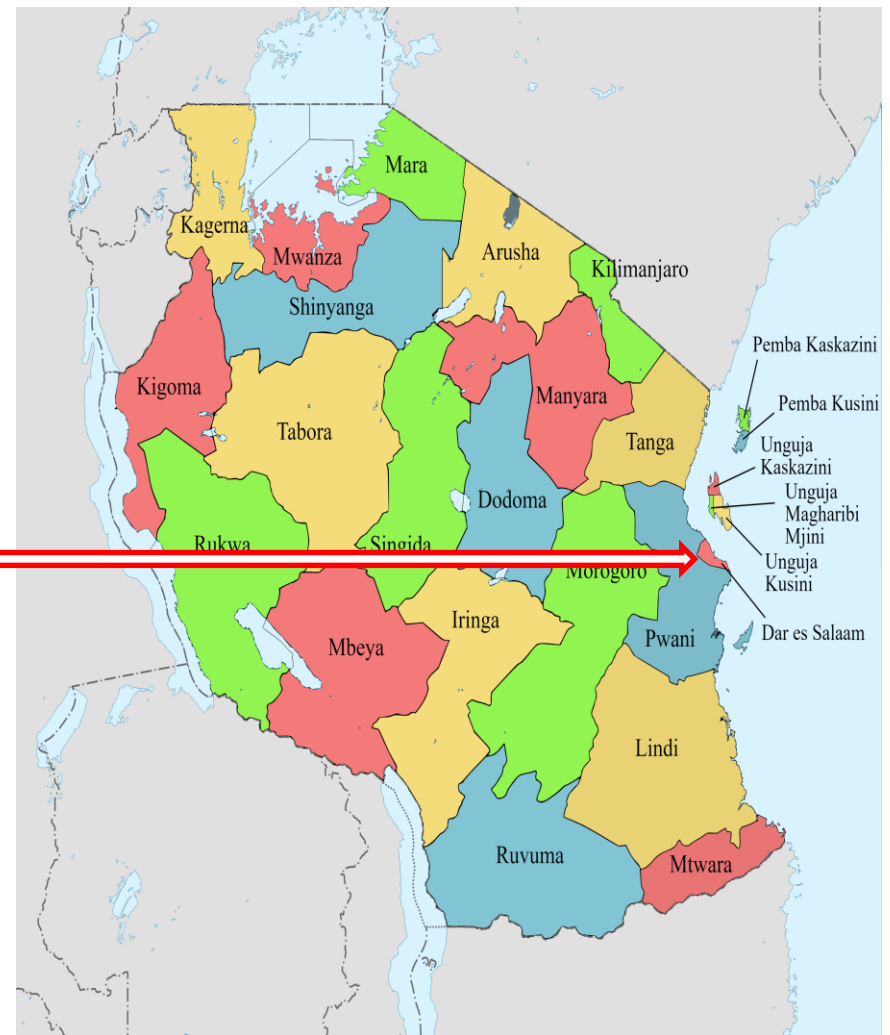 Mara
Kagerna
Mwanza
Arusha
Kilimanjaro
Shinyanga
Pemba Kaskazini
Kigoma
Manyara
Pemba Kusini
Tabora
Tanga
Unguja
Kaskazini
Dodoma
Unguja
Magharibi
Mjini
Rukwa
Singida
Morogoro
Unguja
Kusini
Iringa
Mbeya
Pwani
Dar es Salaam
Lindi
Ruvuma
Mtwara